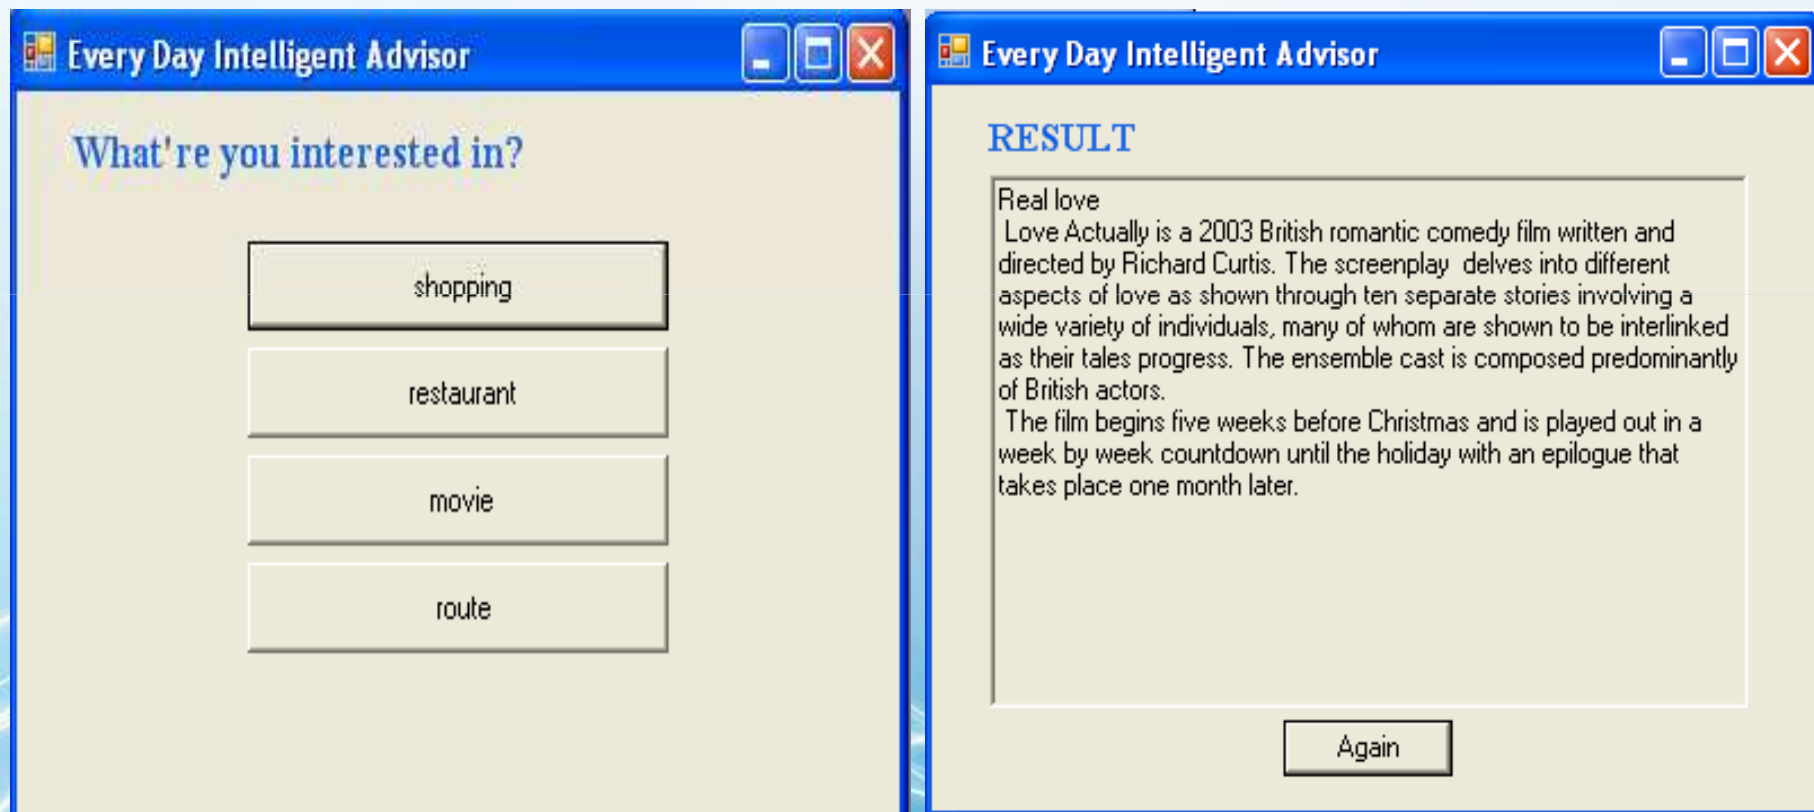 Every Day Intelligent Advisor
What're you interested in?
shopping
restaurant
movie
route
Every Day Intelligent Advisor
RESULT
Real love
Love Actually is a 2003 British romantic comedy film written and
directed by Richard Curtis. The screenplay delves into different
aspects of love as shown through ten separate stories involving a
wide variety of individuals, many of whom are shown to be interlinked
as their tales progress. The ensemble cast is composed predominantly
of British actors.
The film begins five weeks before Christmas and is played out in a
week by week countdown until the holiday with an epilogue that
takes place one month later.
Again